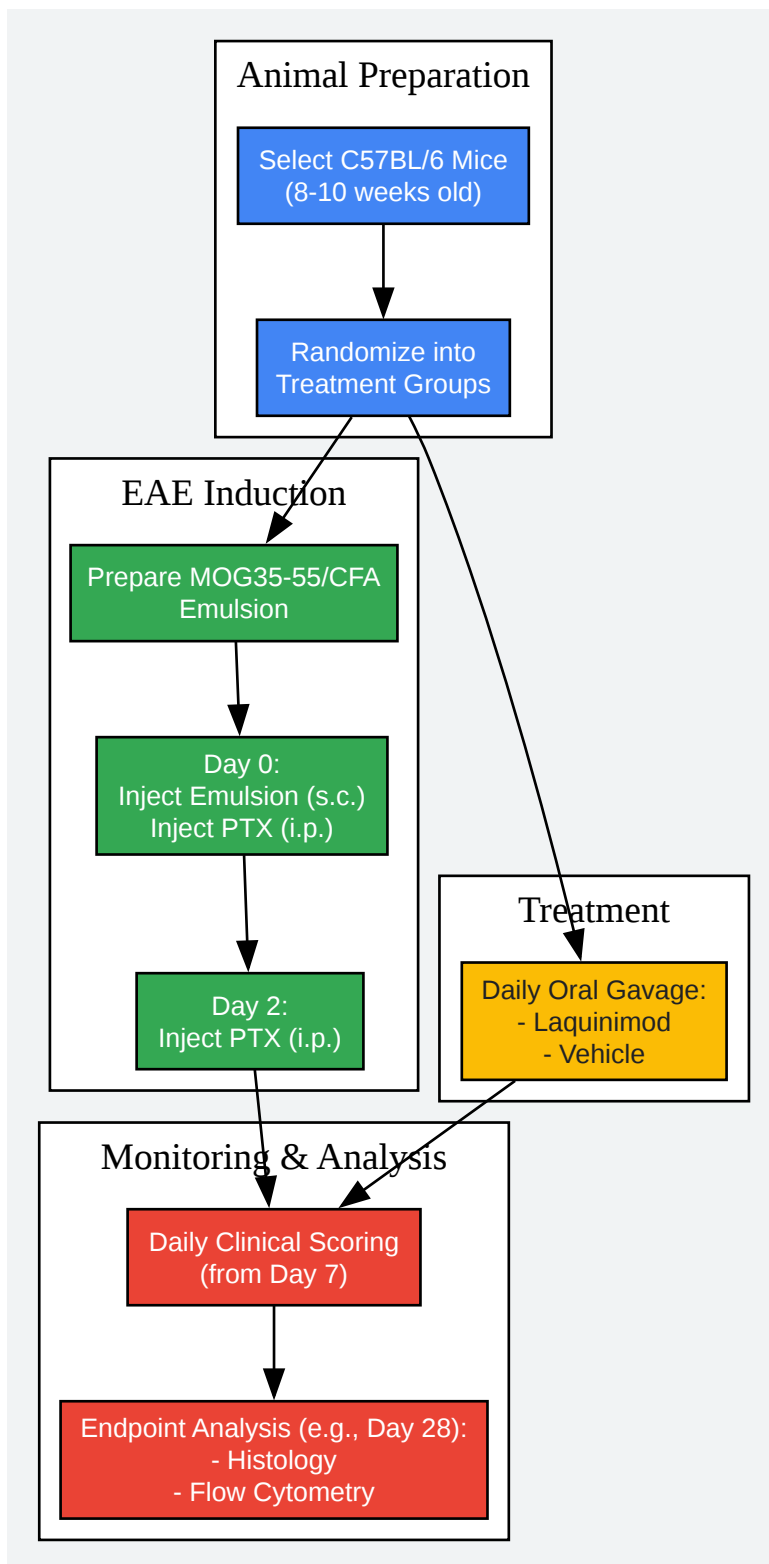 Animal Preparation
Select C57BL/6 Mice
(8-10 weeks old)
Randomize into
Treatment Groups
EAE Induction
Prepare MOG35-55/CFA
Emulsion
Day 0:
Inject Emulsion (s.c.)
Inject PTX (i.p.)
Day 2:
Inject PTX (i.p.)
Treatment
Daily Oral Gavage:
- Laquinimod
- Vehicle
Monitoring & Analysis
Daily Clinical Scoring
(from Day 7)
Endpoint Analysis (e.g., Day 28):
- Histology
- Flow Cytometry